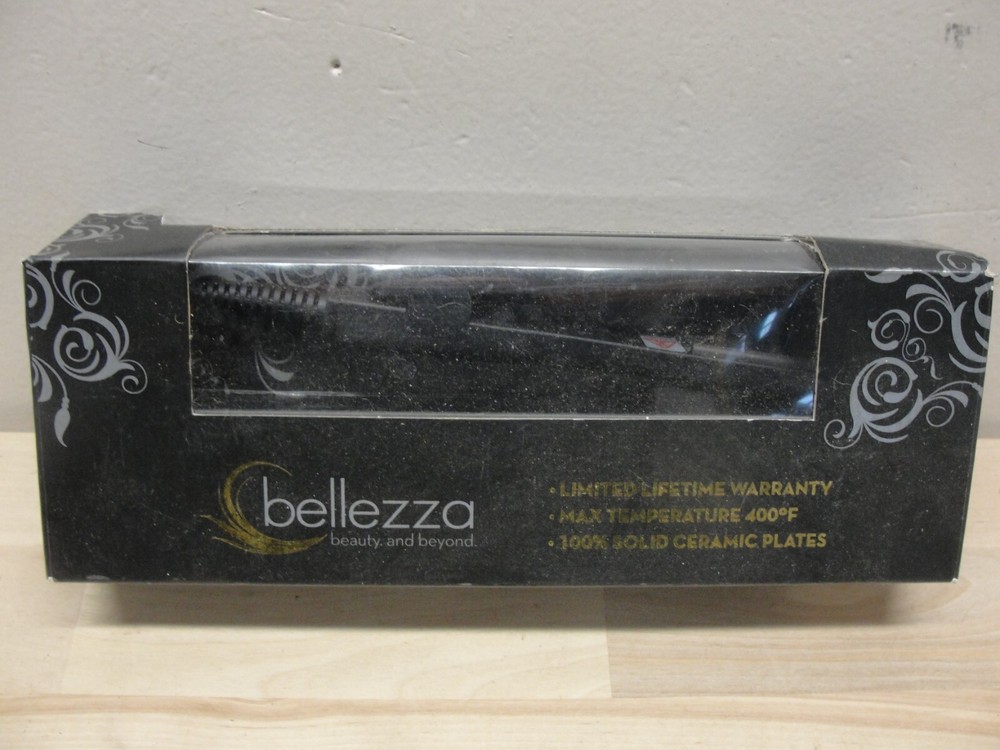 bellezza
beauty. and beyond.
• LIMITED LIFETIME WARRANTY
• MAX TEMPERATURE 400°F
• 100% SOLID CERAMIC PLATES